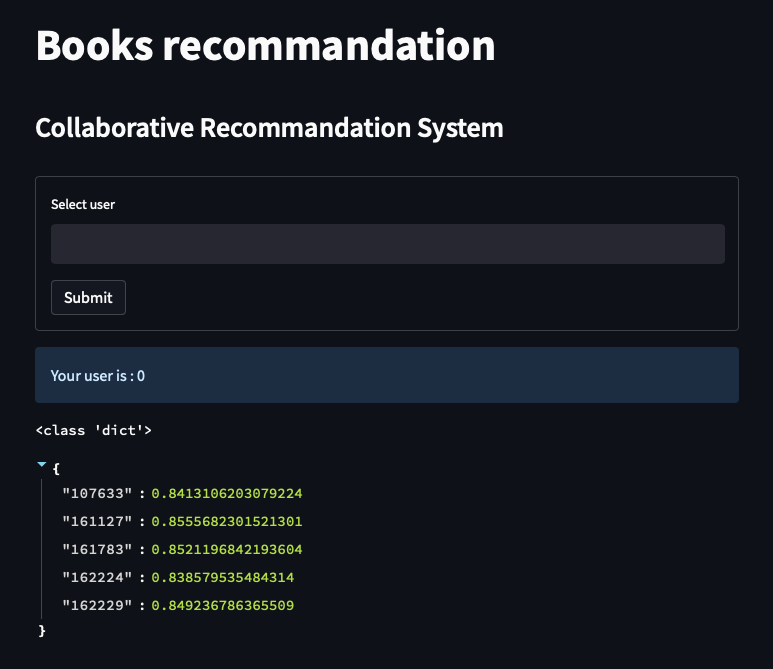 Books recommandation
Collaborative Recommandation System
Select user
Submit
Your user is : 0
<class 'dict'>
{
"107633" : 0.8413106203079224
"161127" : 0.8555682301521301
"161783" : 0.8521196842193604
"162224" : 0.838579535484314
"162229" : 0.849236786365509
}